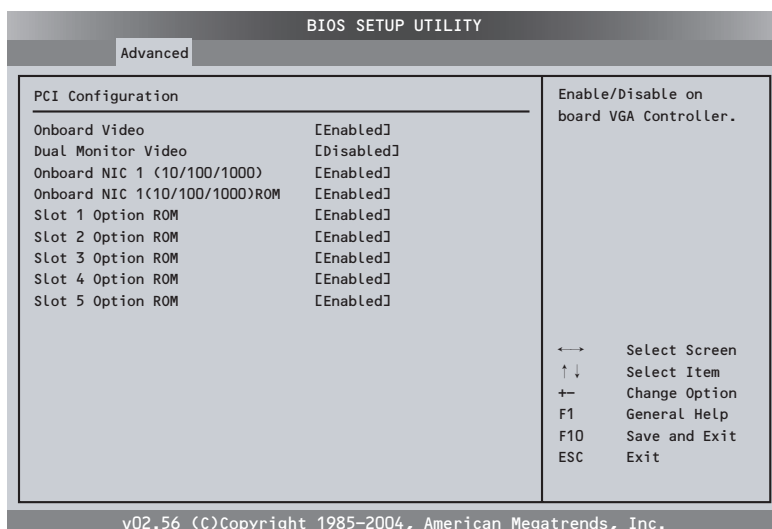 BIOS SETUP UTILITY
Advanced
PCI Configuration
Onboard Video [Enabled]
Dual Monitor Video [Disabled]
Onboard NIC 1 (10/100/1000) [Enabled]
Onboard NIC 1(10/100/1000)ROM [Enabled]
Slot 1 Option ROM [Enabled]
Slot 2 Option ROM [Enabled]
Slot 3 Option ROM [Enabled]
Slot 4 Option ROM [Enabled]
Slot 5 Option ROM [Enabled]
Enable/Disable on
board VGA Controller.
←→ Select Screen
↑↓ Select Item
+− Change Option
F1 General Help
F10 Save and Exit
ESC Exit
v02.56 (C)Copyright 1985-2004, American Megatrends, Inc.